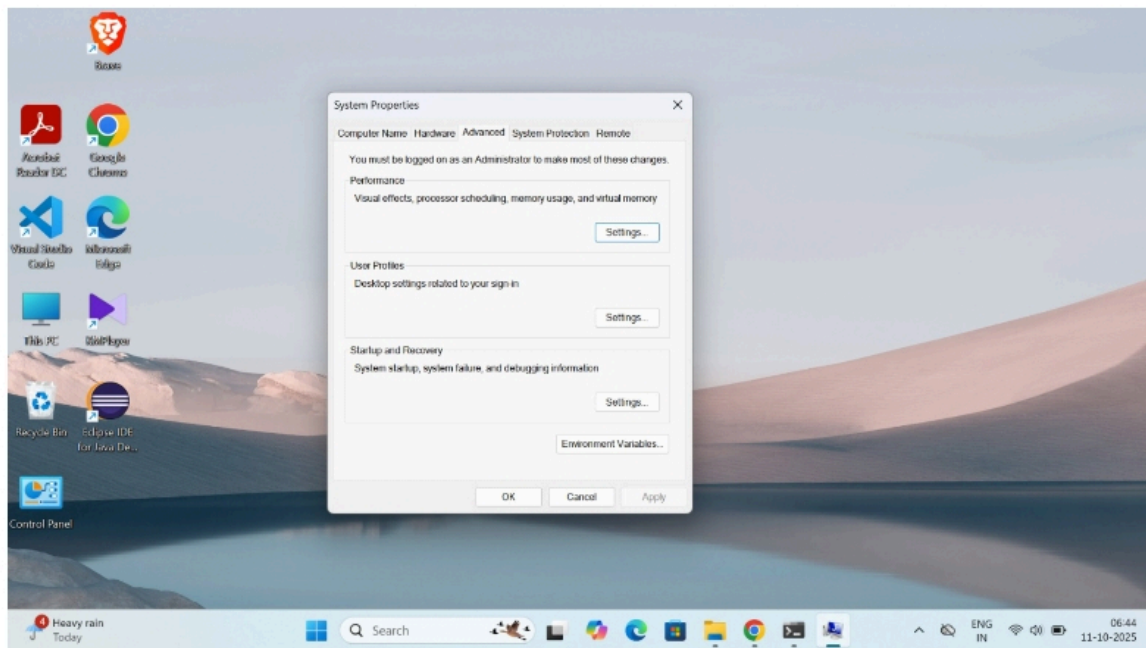 Brave
Acrobat
Reader DC
Google
Chrome
Visual Studio
Code
Microsoft
Edge
This PC
KMPlayer
Recycle Bin
Eclipse IDE
for Java De...
Control Panel
System Properties
Computer Name Hardware Advanced System Protection Remote
You must be logged on as an Administrator to make most of these changes.
Performance
Visual effects, processor scheduling, memory usage, and virtual memory
Settings...
User Profiles
Desktop settings related to your sign-in
Settings...
Startup and Recovery
System startup, system failure, and debugging information
Settings...
Environment Variables...
OK Cancel Apply
4
Heavy rain
Today
Search
ENG
IN
06:44
11-10-2025